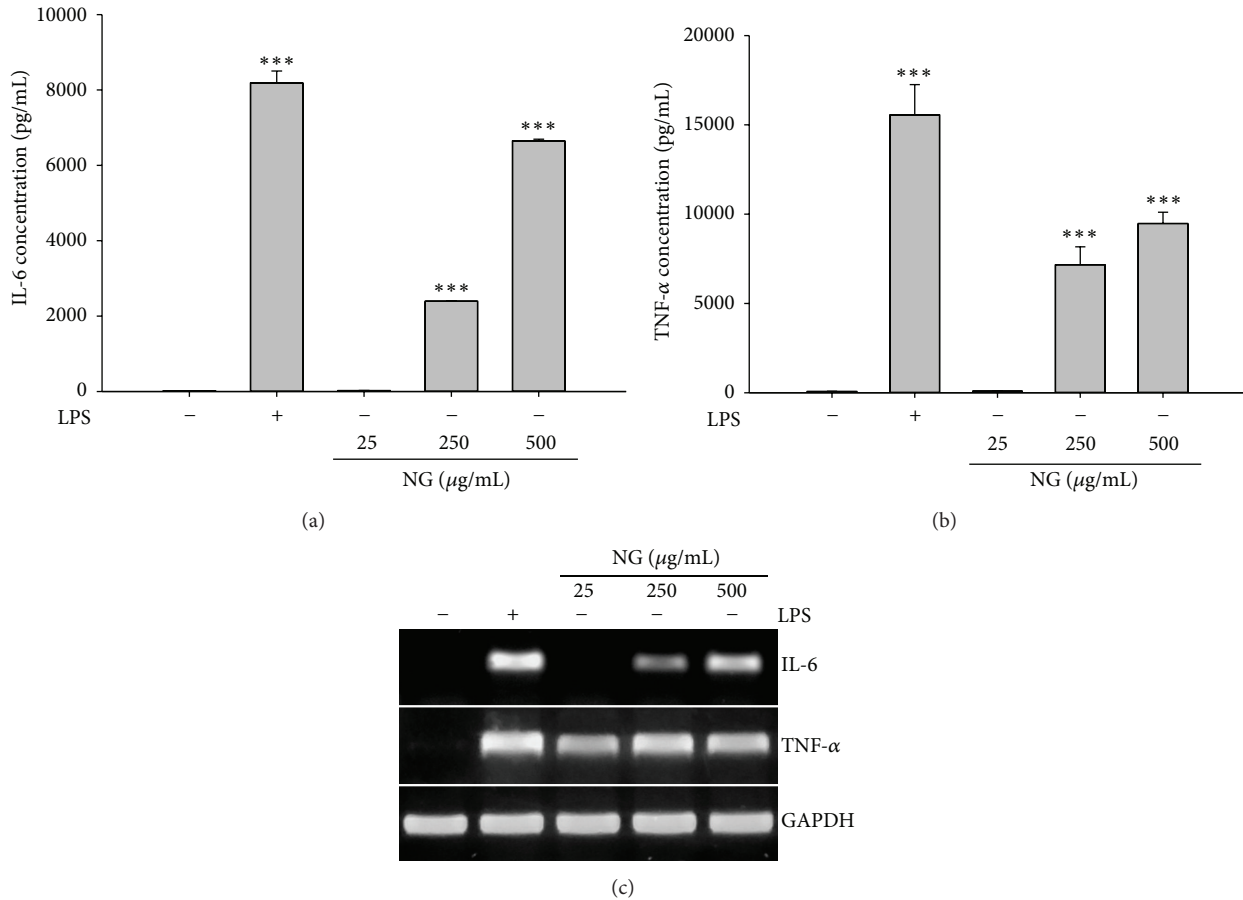 10000
8000
6000
4000
2000
0
IL-6 concentration (pg/mL)
***
***
***
LPS
− + − − −
25 250 500
NG (μg/mL)
(a)
20000
15000
10000
5000
0
TNF-α concentration (pg/mL)
***
***
***
LPS
− + − − −
25 250 500
NG (μg/mL)
(b)
NG (μg/mL)
25 250 500
− + − − − LPS
IL-6
TNF-α
GAPDH
(c)